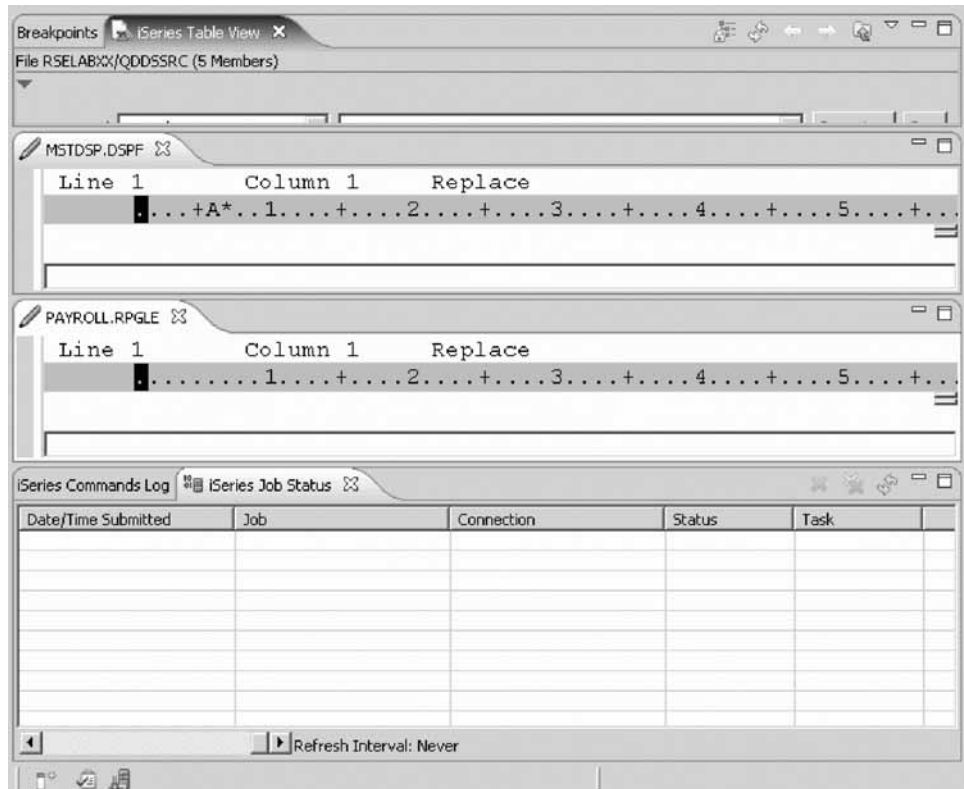 Breakpoints iSeries Table View
File RSELABXX/QDDSSRC (5 Members)
MSTDSP.DSPF
Line 1 Column 1 Replace
....+A*..1....+....2....+....3....+....4....+....5....+...
PAYROLL.RPGLE
Line 1 Column 1 Replace
.........1....+....2....+....3....+....4....+....5....+...
iSeries Commands Log iSeries Job Status
Date/Time Submitted Job Connection Status Task
Refresh Interval: Never